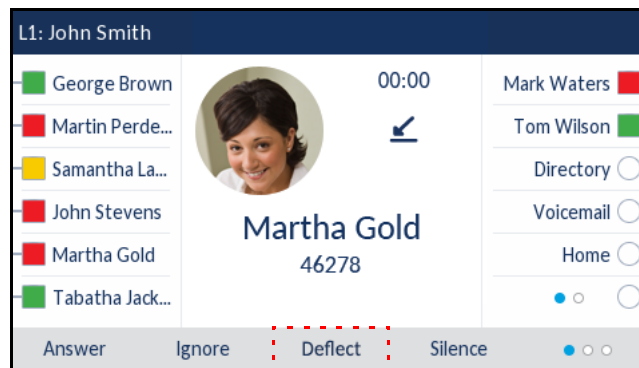 L1: John Smith
George Brown
Martin Perde...
Samantha La...
John Stevens
Martha Gold
Tabatha Jack...
00:00
Martha Gold
46278
Mark Waters
Tom Wilson
Directory
Voicemail
Home
Answer Ignore Deflect Silence